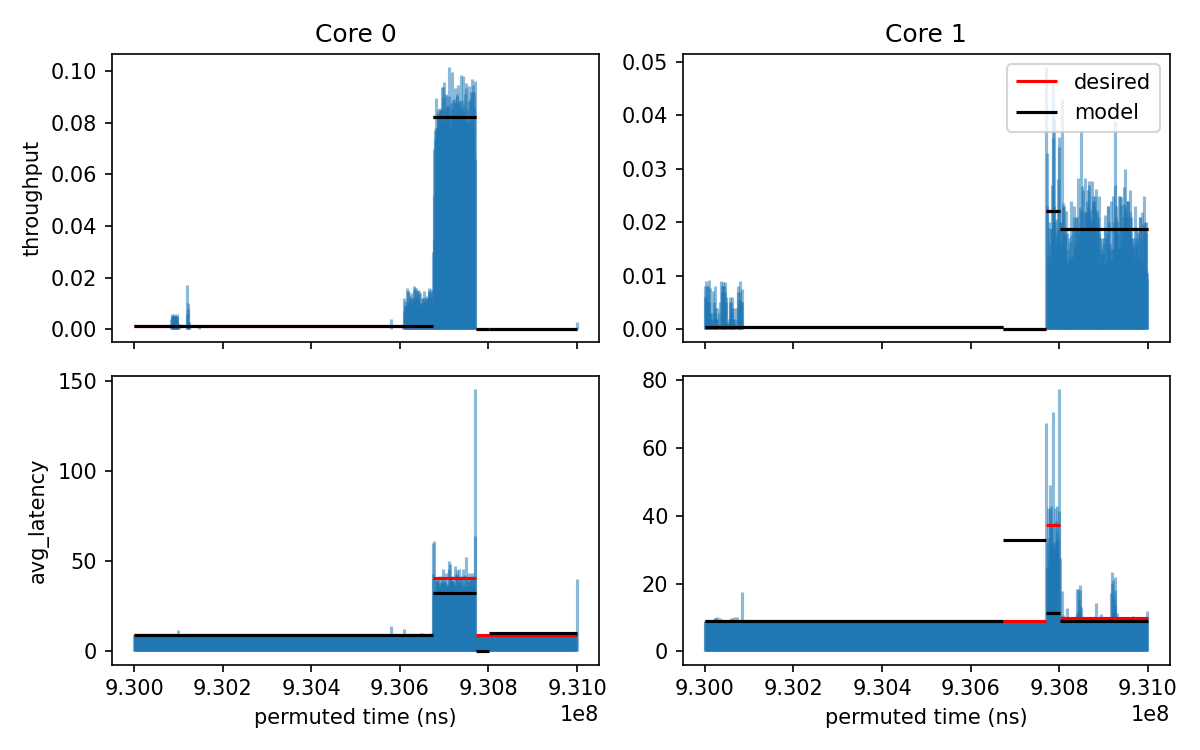 Core 0
Core 1
throughput
0.10
0.08
0.06
0.04
0.02
0.00
0.05
0.04
0.03
0.02
0.01
0.00
desired
model
avg_latency
150
100
50
0
80
60
40
20
0
9.300 9.302 9.304 9.306 9.308 9.310
permuted time (ns)
1e8
9.300 9.302 9.304 9.306 9.308 9.310
permuted time (ns)
1e8